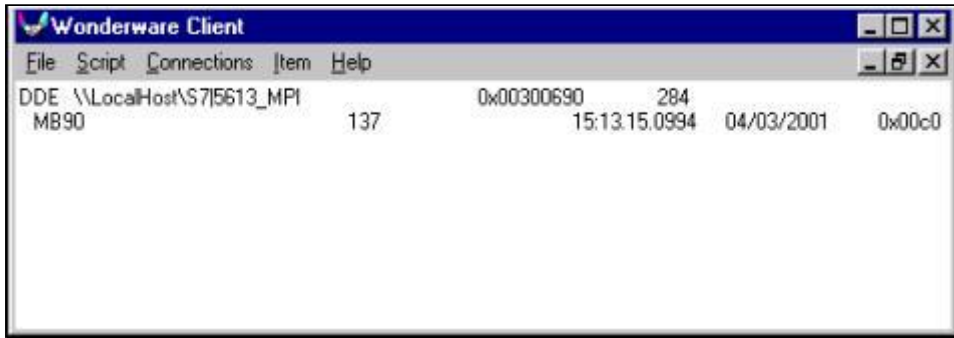 Wonderware Client
File Script Connections Item Help
DDE \\LocalHost\S7|5613_MPI 0x00300690 284
MB90 137 15:13:15.0994 04/03/2001 0x00c0